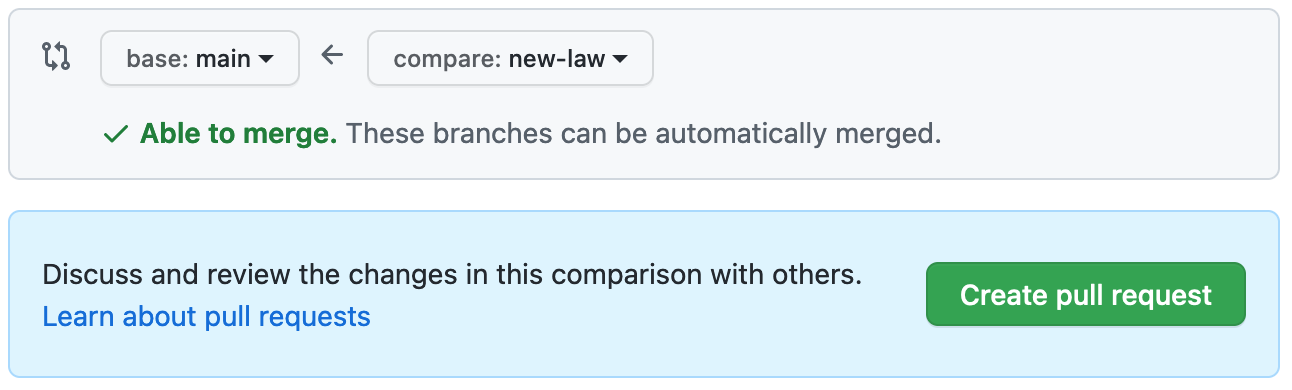 base: main compare: new-law
Able to merge. These branches can be automatically merged.
Discuss and review the changes in this comparison with others.
Learn about pull requests
Create pull request